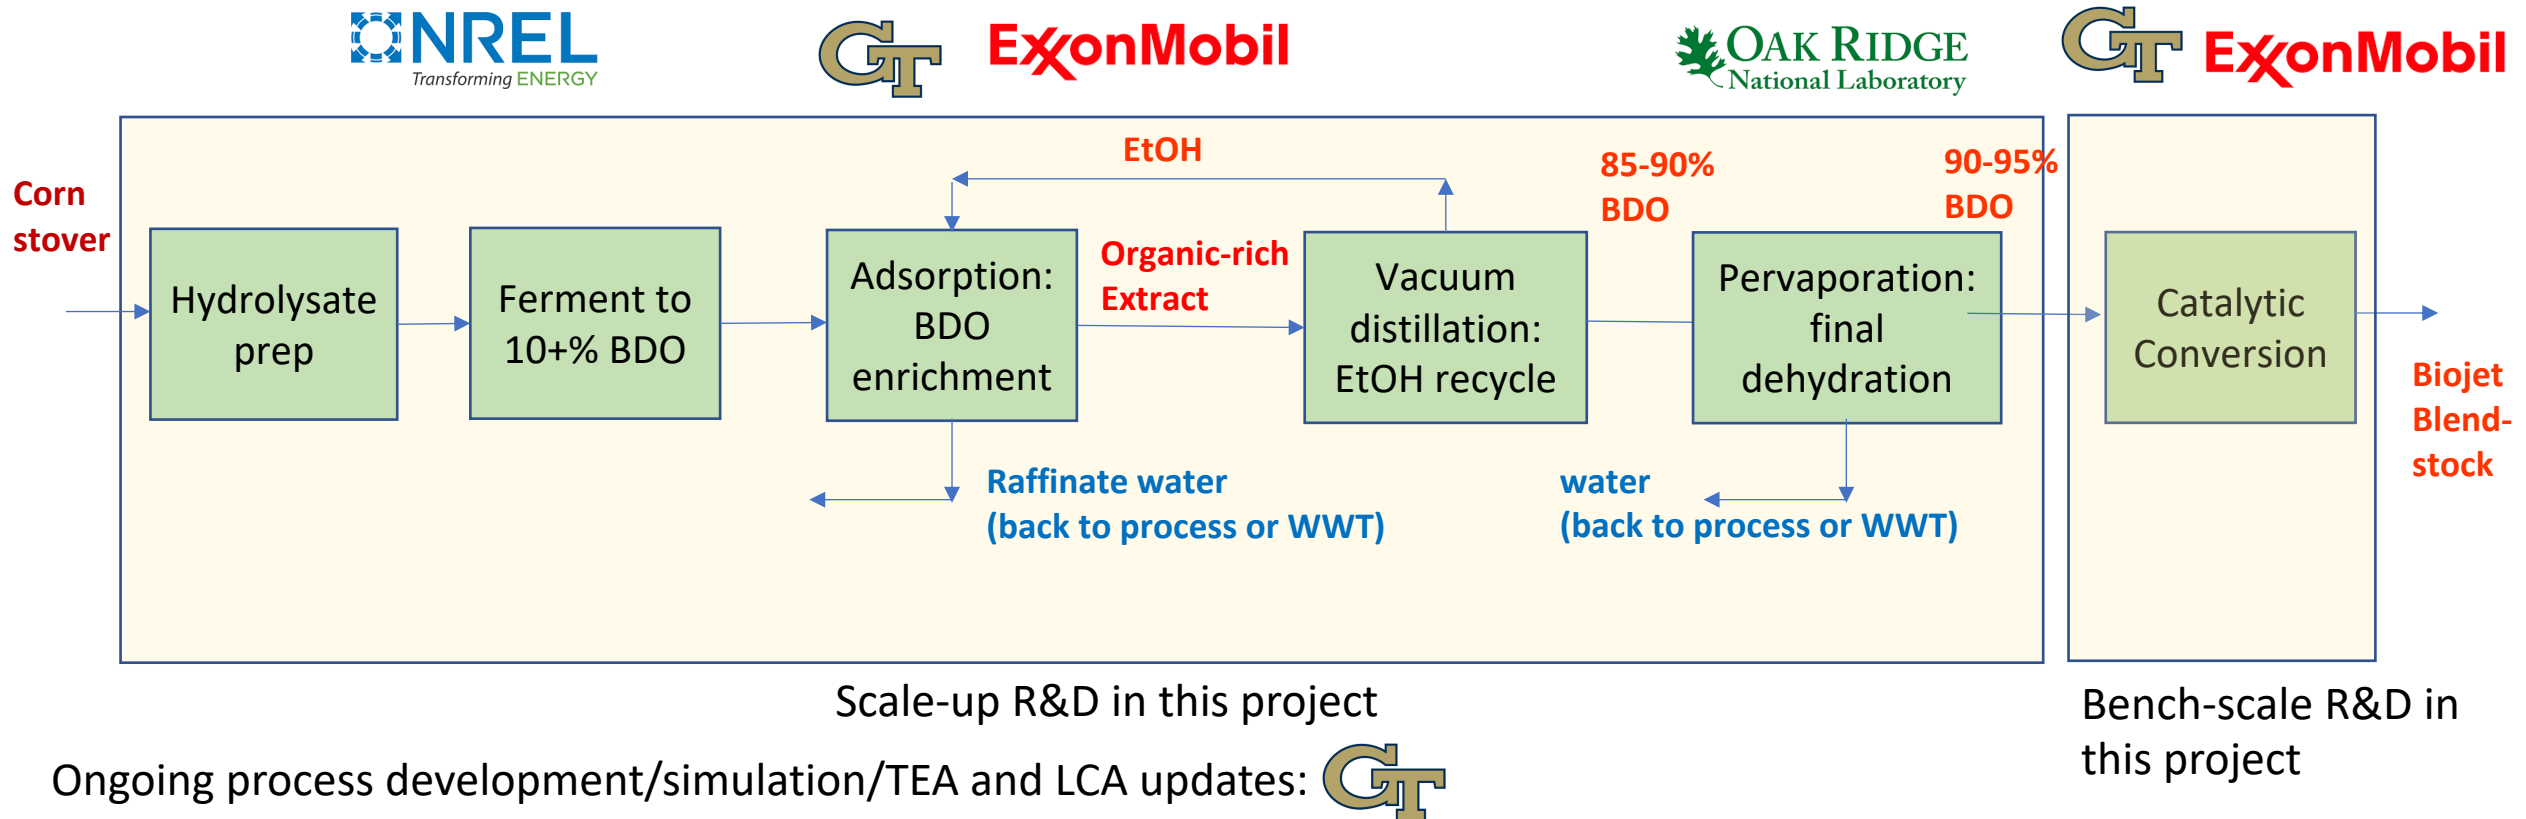 NREL
Transforming ENERGY
GT
ExxonMobil
OAK RIDGE
National Laboratory
GT
ExxonMobil
Corn
stover
Hydrolysate
prep
Ferment to
10+% BDO
EtOH
Adsorption:
BDO
enrichment
Organic-rich
Extract
Vacuum
distillation:
EtOH recycle
85-90%
BDO
Pervaporation:
final
dehydration
90-95%
BDO
Catalytic
Conversion
Biojet
Blend-
stock
Raffinate water
(back to process or WWT)
water
(back to process or WWT)
Scale-up R&D in this project
Bench-scale R&D in
this project
Ongoing process development/simulation/TEA and LCA updates: GT